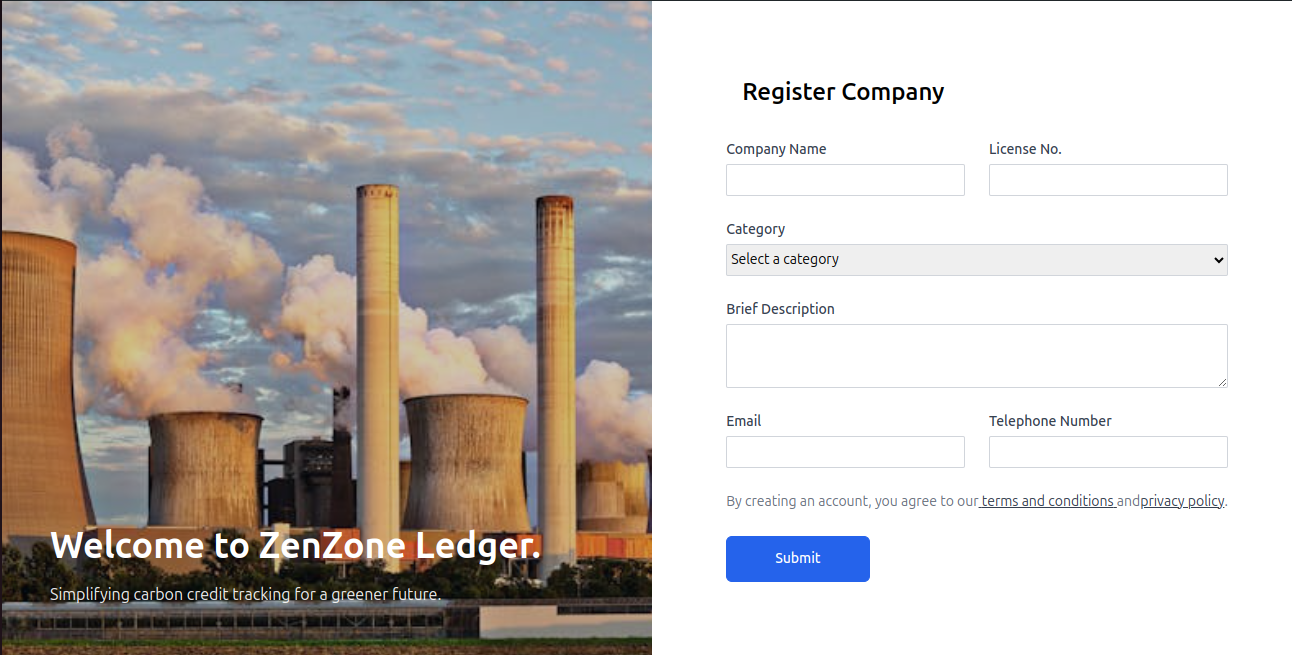 Welcome to ZenZone Ledger.
Simplifying carbon credit tracking for a greener future.
Register Company
Company Name
License No.
Category
Select a category
Brief Description
Email
Telephone Number
By creating an account, you agree to our terms and conditions andprivacy policy.
Submit